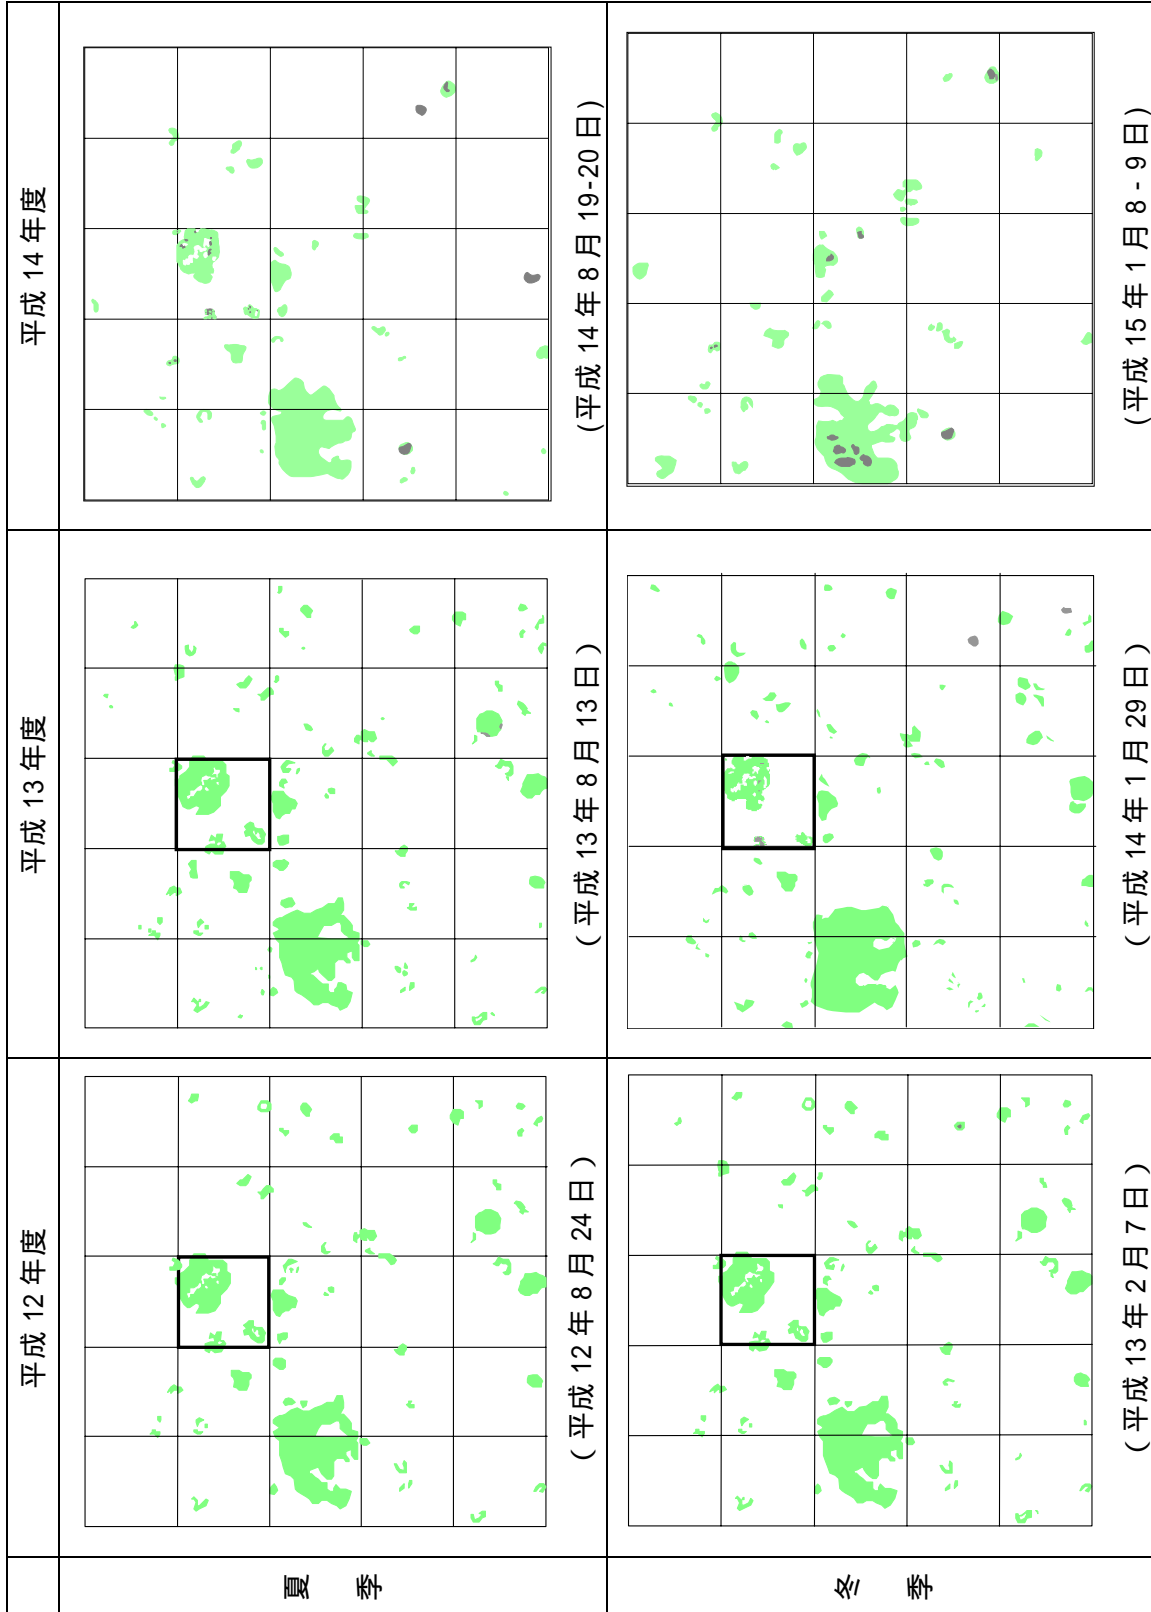 平成 12 年度
平成 13 年度
平成 14 年度
夏 季
(平成 12 年 8 月 24 日)
(平成 13 年 8 月 13 日)
(平成 14 年 8 月 19-20 日)
冬 季
(平成 13 年 2 月 7 日)
(平成 14 年 1 月 29 日)
(平成 15 年 1 月 8 - 9 日)